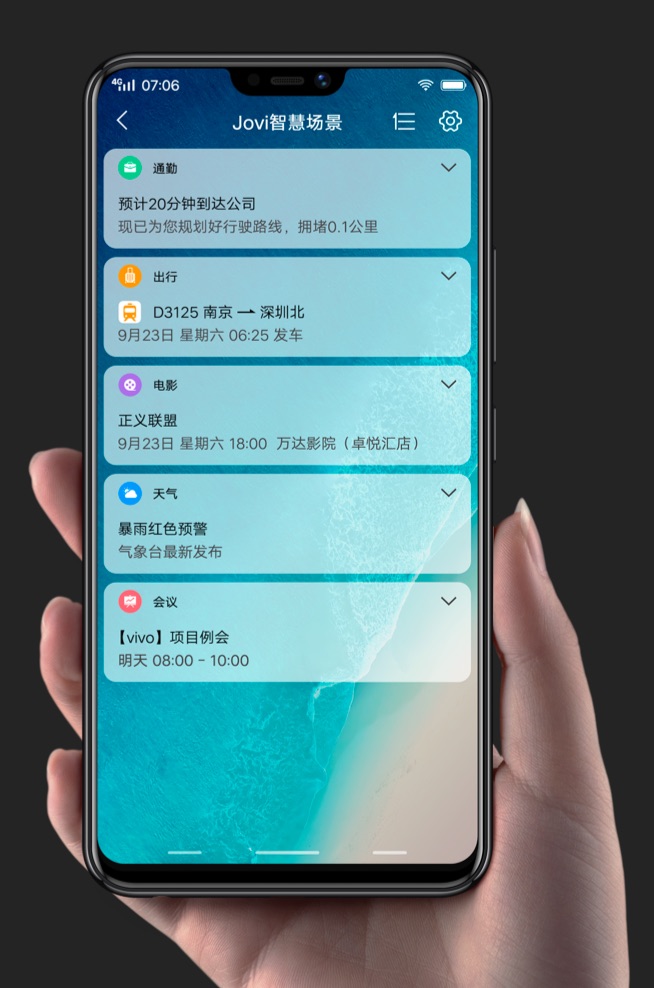 4G 07:06
Jovi智慧场景
通勤
预计20分钟到达公司
现已为您规划好行驶路线，拥堵0.1公里
出行
D3125 南京 → 深圳北
9月23日 星期六 06:25 发车
电影
正义联盟
9月23日 星期六 18:00 万达影院（卓悦汇店）
天气
暴雨红色预警
气象台最新发布
会议
【vivo】项目例会
明天 08:00 - 10:00